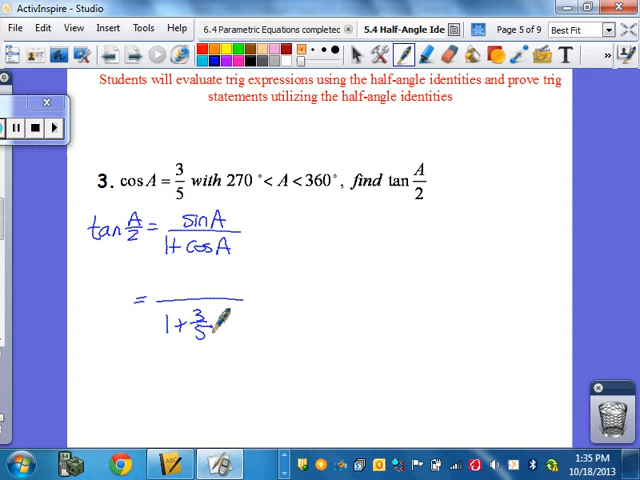 ActivInspire - Studio
File Edit View Insert Tools Help
6.4 Parametric Equations completed
5.4 Half-Angle Ide
Page 5 of 9
Best Fit
Students will evaluate trig expressions using the half-angle identities and prove trig
statements utilizing the half-angle identities
3. cos A = 3/5 with 270° < A < 360°, find tan A/2
tan A/2 = sin A / 1 + cos A
= / 1 + 3/5
1:35 PM
10/18/2013